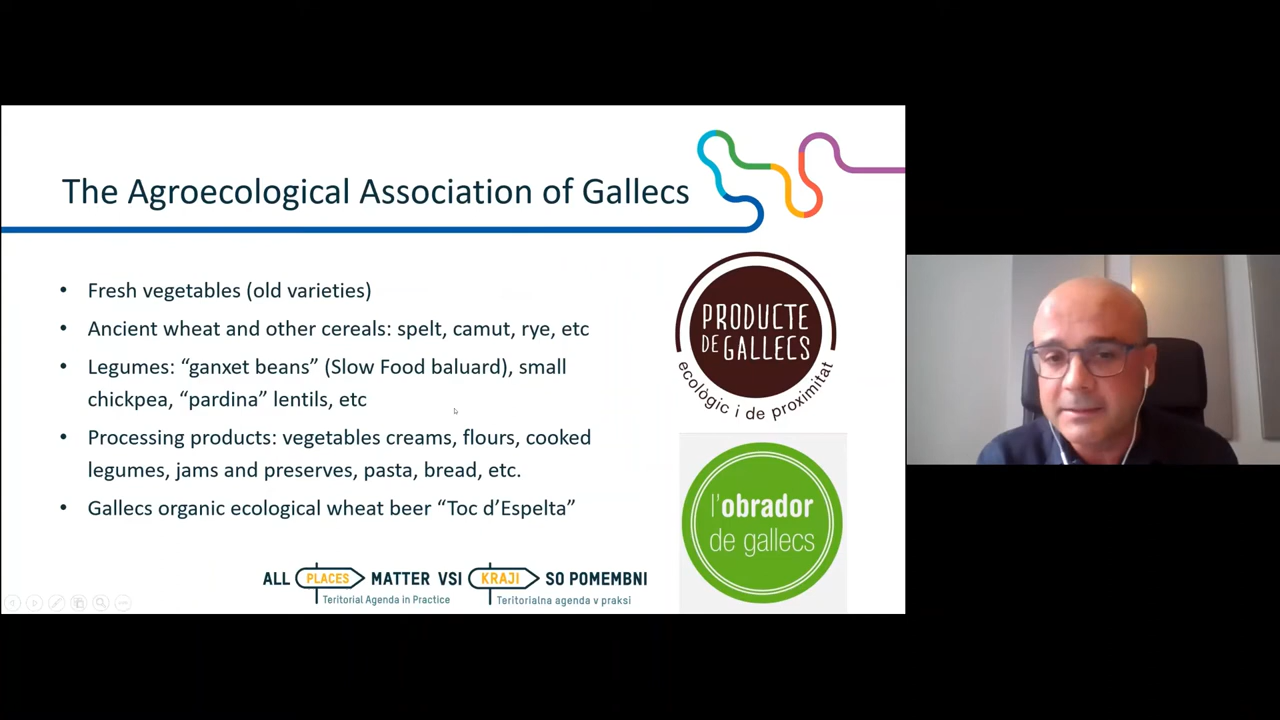 The Agroecological Association of Gallecs
• Fresh vegetables (old varieties)
• Ancient wheat and other cereals: spelt, camut, rye, etc
• Legumes: “ganxet beans” (Slow Food baluard), small
chickpea, “pardina” lentils, etc
• Processing products: vegetables creams, flours, cooked
legumes, jams and preserves, pasta, bread, etc.
• Gallecs organic ecological wheat beer “Toc d’Espelta”
PRODUCTE
DE GALLECS
ecològic i de proximitat
l'obrador
de gallecs
ALL PLACES MATTER VSI KRAJI SO POMEMBNI
Teritorial Agenda in Practice
Teritorialna agenda v praksi